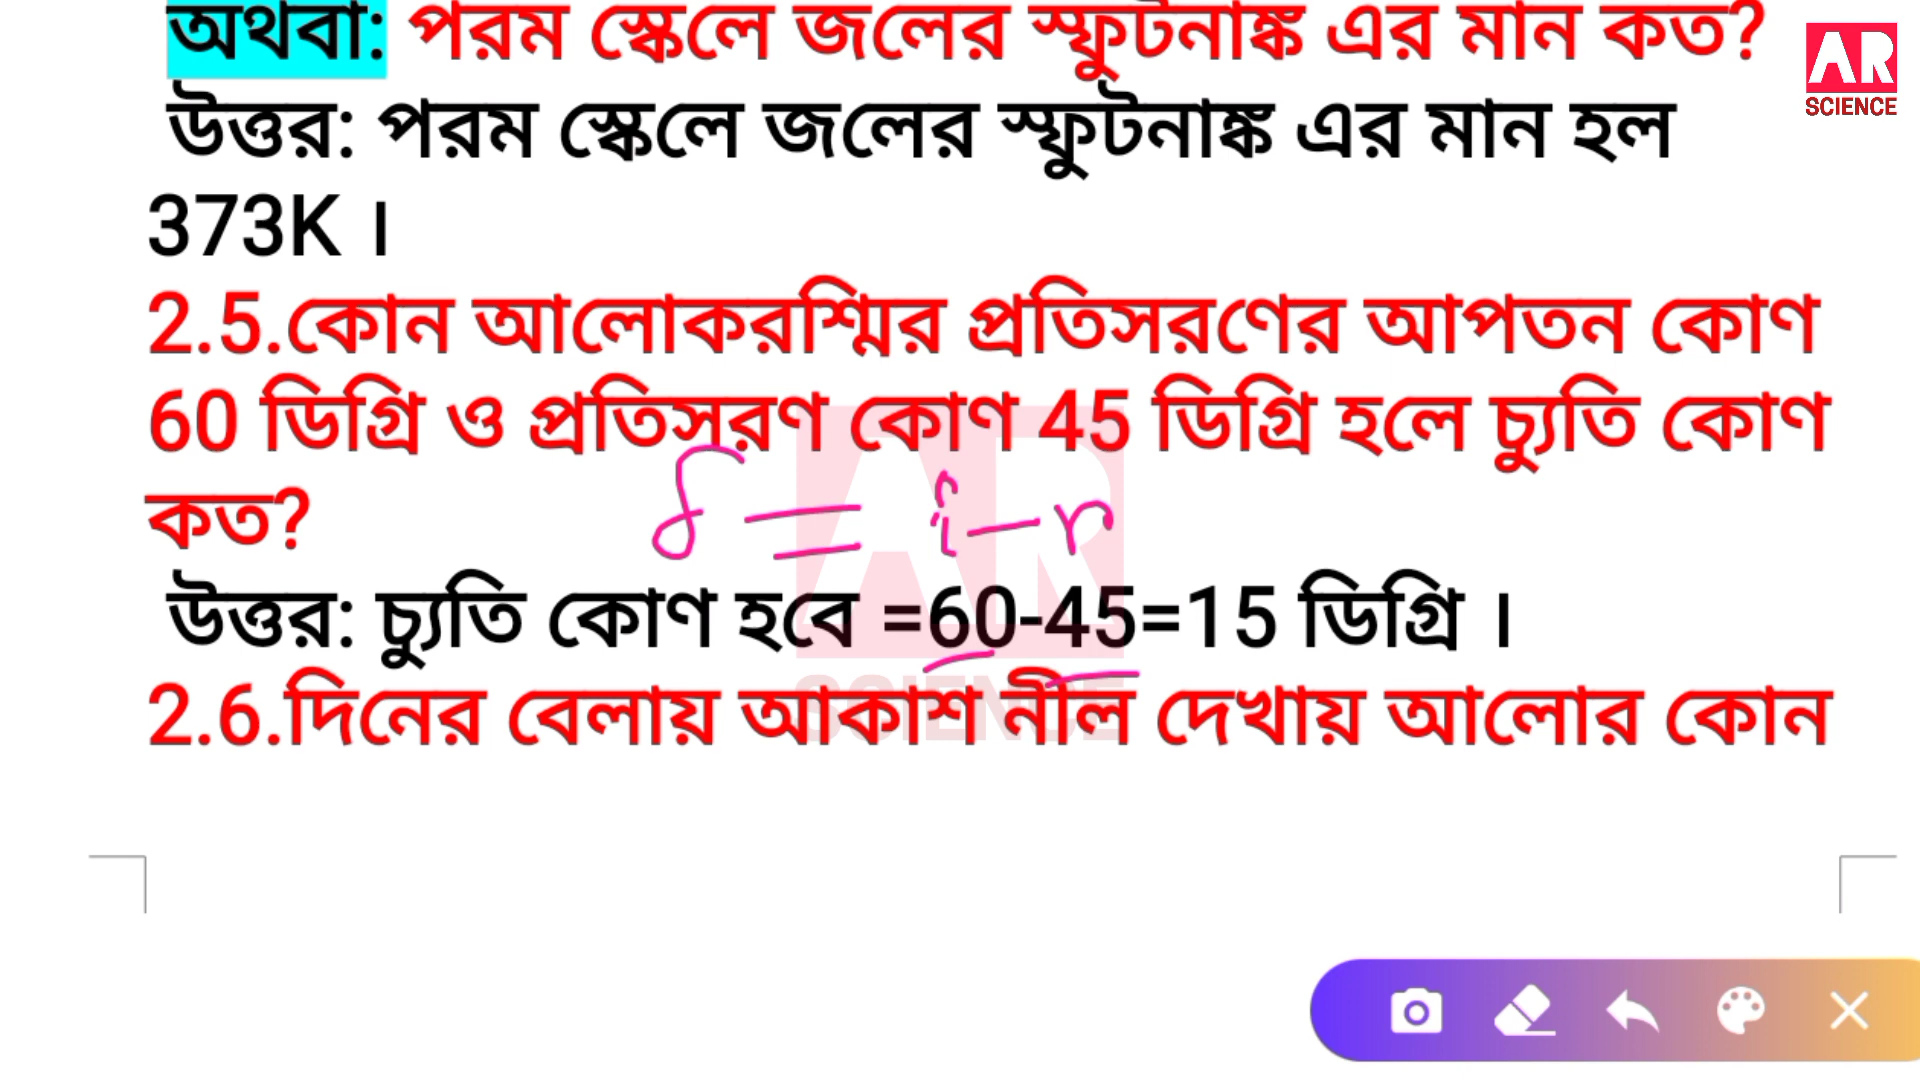 অথবা: পরম স্কেলে জলের স্ফুটনাঙ্ক এর মান কত?
AR
SCIENCE
উত্তর: পরম স্কেলে জলের স্ফুটনাঙ্ক এর মান হল
373K ।
2.5.কোন আলোকরশ্মির প্রতিসরণের আপতন কোণ
60 ডিগ্রি ও প্রতিসরণ কোণ 45 ডিগ্রি হলে চ্যুতি কোণ
কত?
δ = i-r
উত্তর: চ্যুতি কোণ হবে =60-45=15 ডিগ্রি ।
2.6.দিনের বেলায় আকাশ নীল দেখায় আলোর কোন
AR
SCIENCE